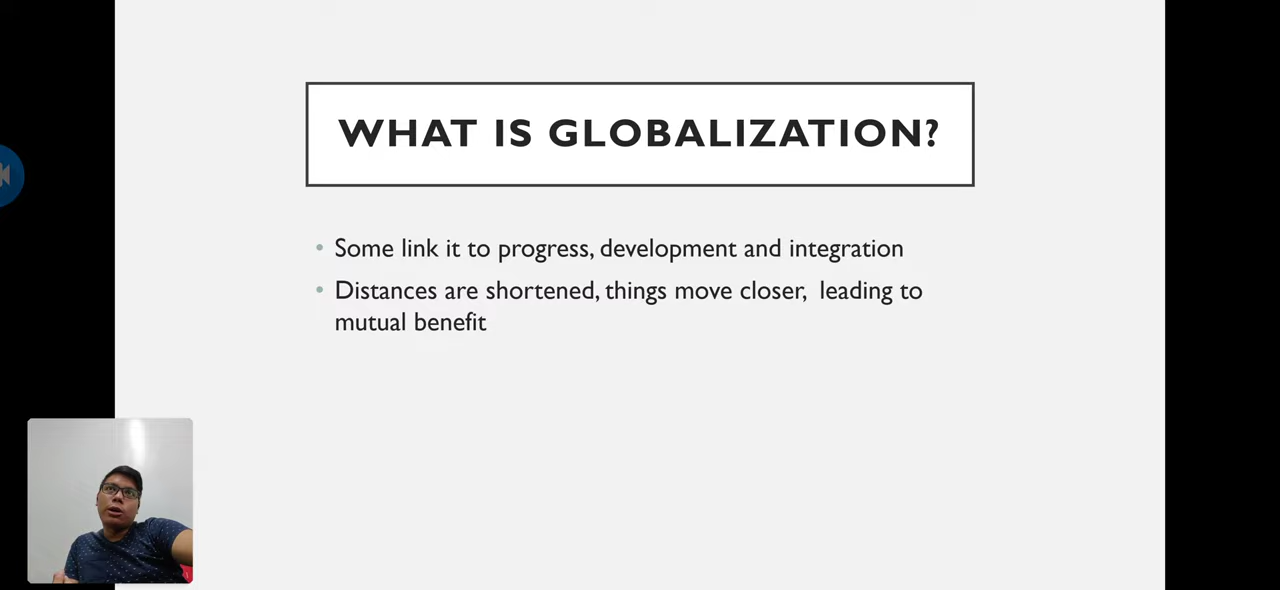 WHAT IS GLOBALIZATION?
• Some link it to progress, development and integration
• Distances are shortened, things move closer,  leading to
mutual benefit